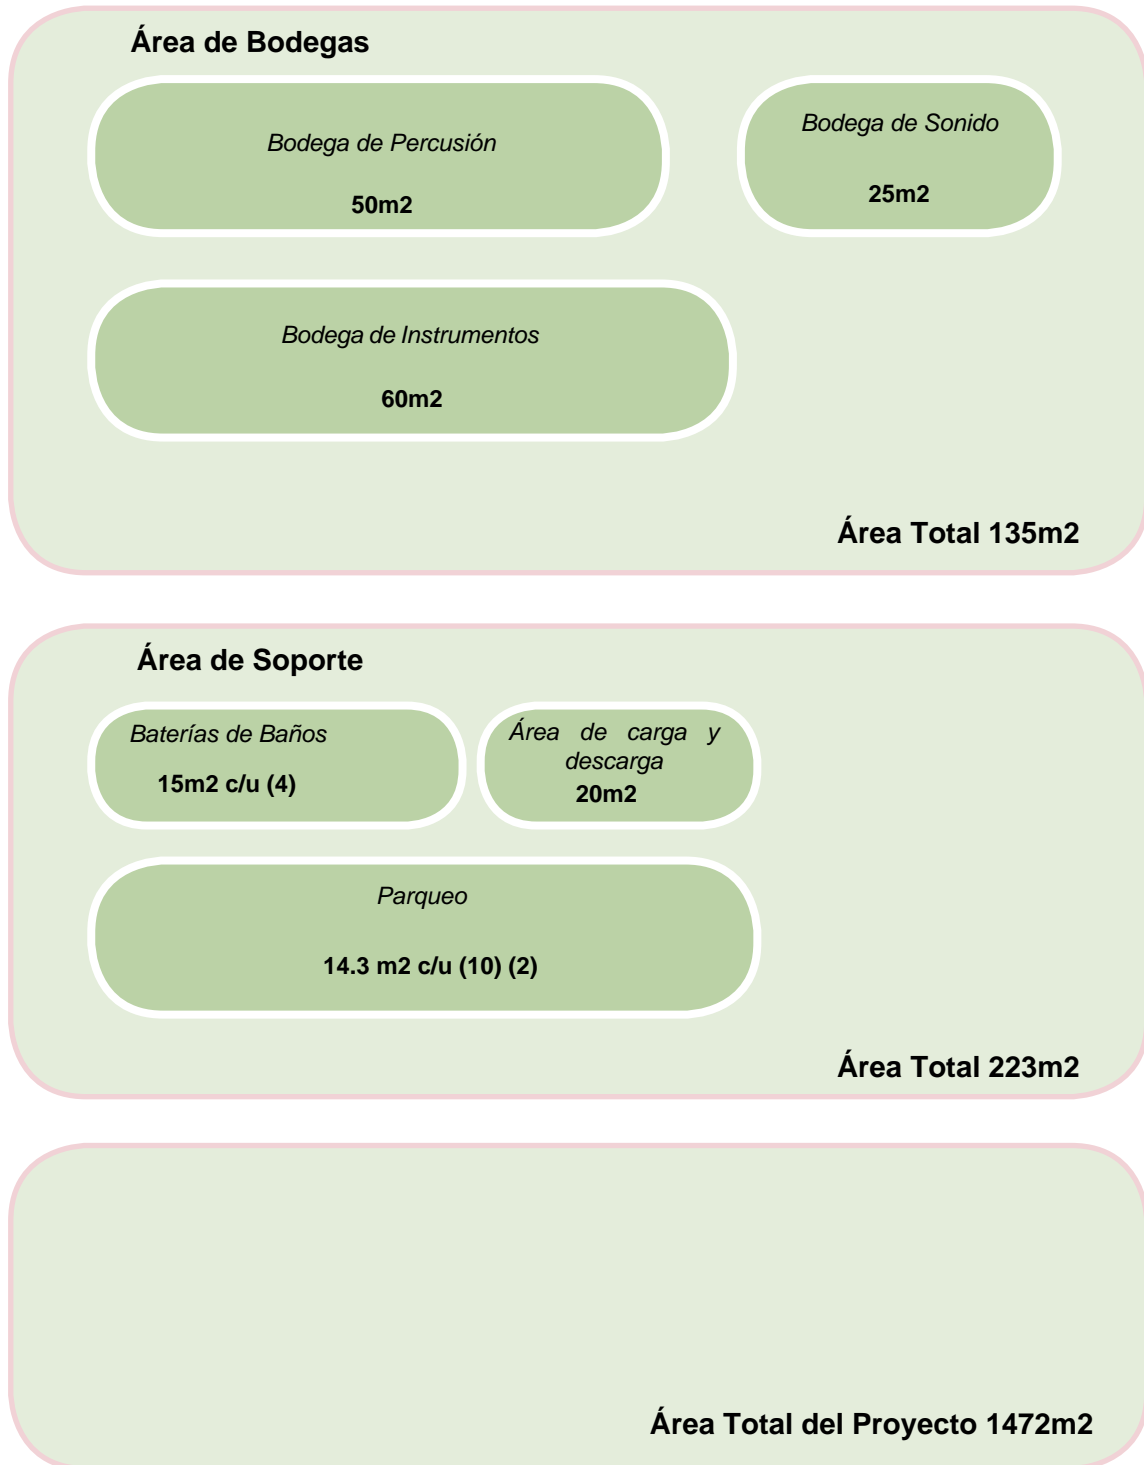 Área de Bodegas
Bodega de Percusión
50m2
Bodega de Sonido
25m2
Bodega de Instrumentos
60m2
Área Total 135m2
Área de Soporte
Baterías de Baños
15m2 c/u (4)
Área de carga y
descarga
20m2
Parqueo
14.3 m2 c/u (10) (2)
Área Total 223m2
Área Total del Proyecto 1472m2